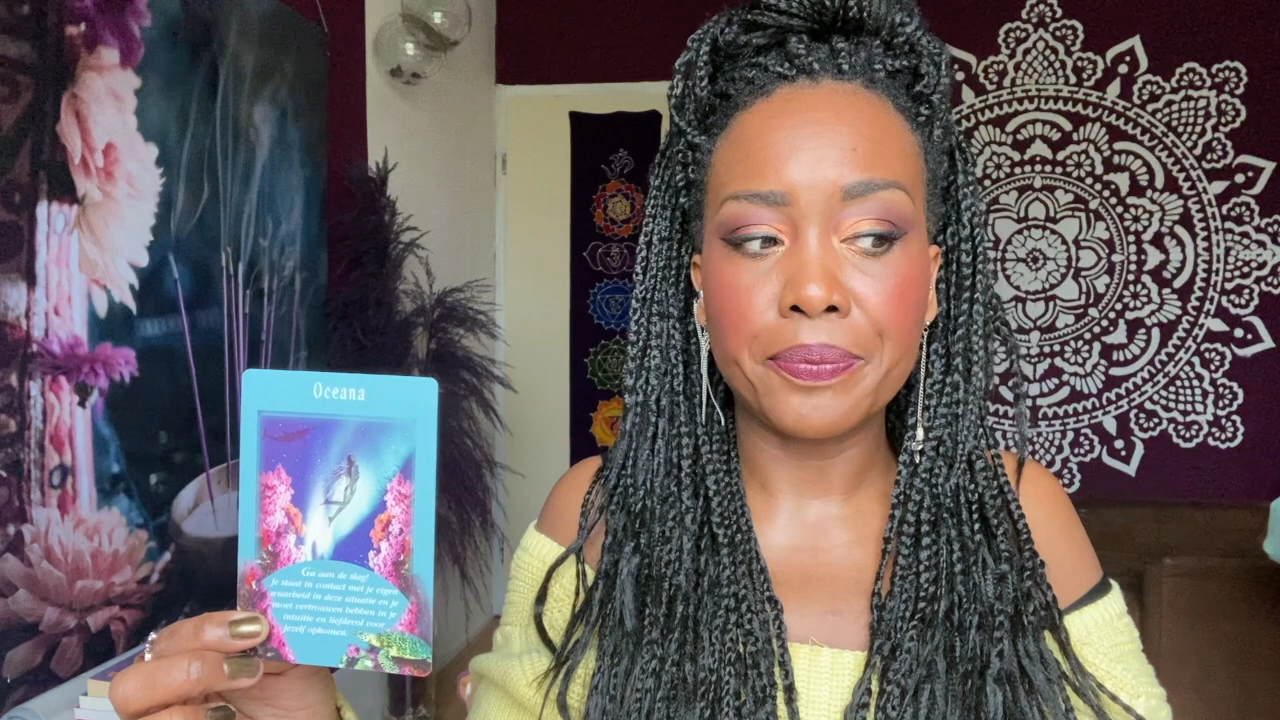 Oceana
Ga aan de slag!
Je staat in contact met je eigen
waarheid in deze situatie en je
moet vertrouwen hebben in je
intuïtie en liefdevol voor
jezelf opkomen.